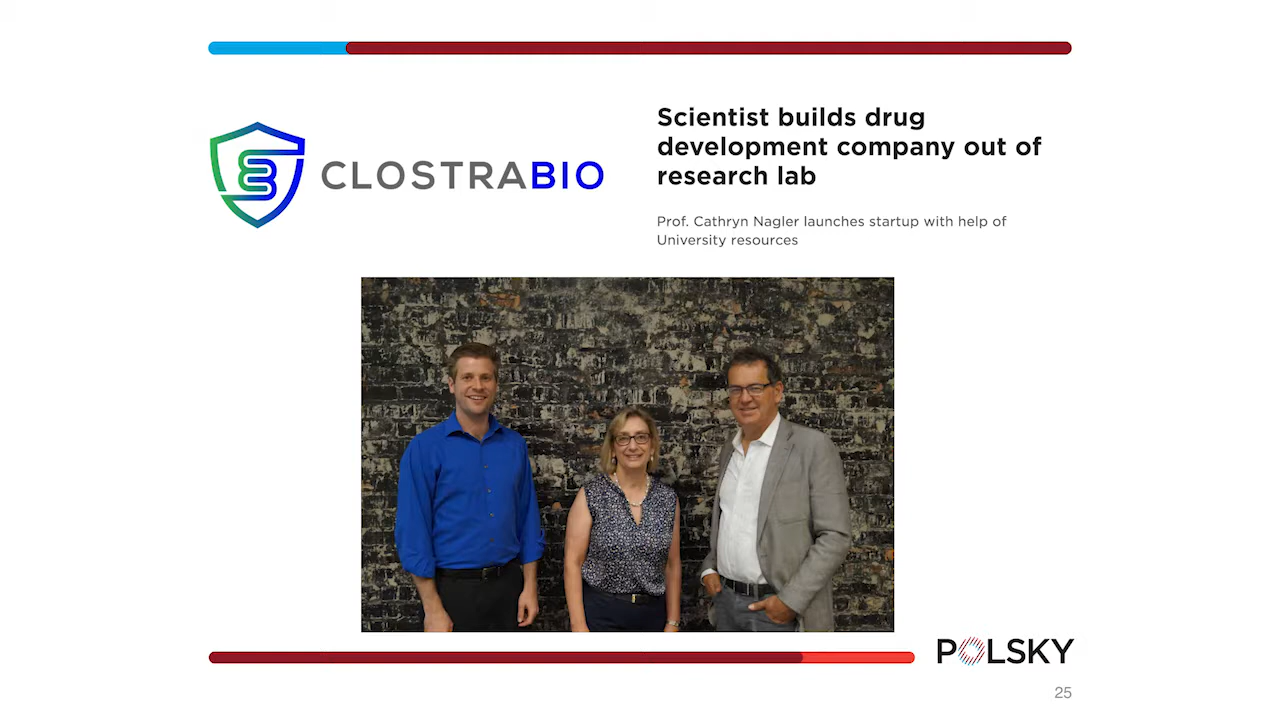 CLOSTRABIO
Scientist builds drug
development company out of
research lab
Prof. Cathryn Nagler launches startup with help of
University resources
POLSKY
25